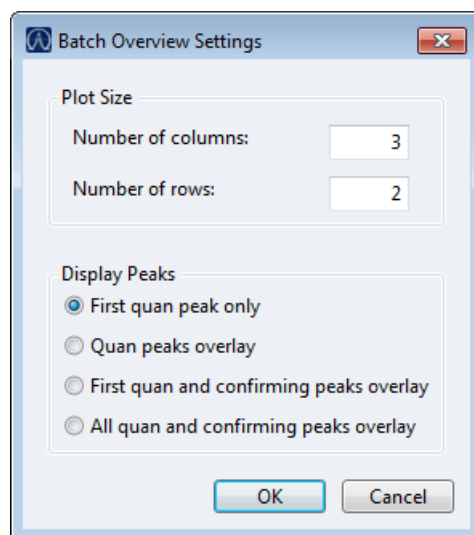 Batch Overview Settings
Plot Size
Number of columns: 3
Number of rows: 2
Display Peaks
First quan peak only
Quan peaks overlay
First quan and confirming peaks overlay
All quan and confirming peaks overlay
OK Cancel